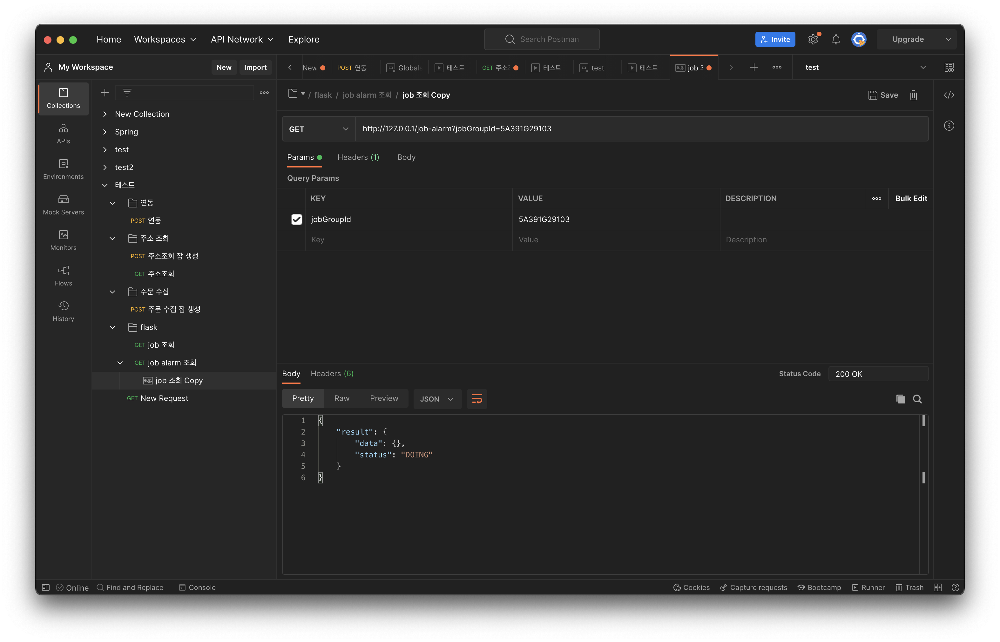 Home Workspaces API Network Explore Search Postman Invite Upgrade
My Workspace New Import
New POST 연동 Globals 테스트 GET 주소 테스트 test 테스트 e.g. job test
Collections
APIs
Environments
Mock Servers
Monitors
Flows
History
New Collection
Spring
test
test2
테스트
연동
POST 연동
주소 조회
POST 주소조회 잡 생성
GET 주소조회
주문 수집
POST 주문 수집 잡 생성
flask
GET job 조회
GET job alarm 조회
e.g. job 조회 Copy
GET New Request
/ flask / job alarm 조회 / job 조회 Copy Save
GET http://127.0.0.1/job-alarm?jobGroupId=5A391G29103
Params Headers (1) Body
Query Params
KEY VALUE DESCRIPTION Bulk Edit
jobGroupId 5A391G29103
Key Value Description
Body Headers (6) Status Code 200 OK
Pretty Raw Preview JSON
1 {
2 "result": {
3 "data": {},
4 "status": "DOING"
5 }
6 }
Online Find and Replace Console Cookies Capture requests Bootcamp Runner Trash